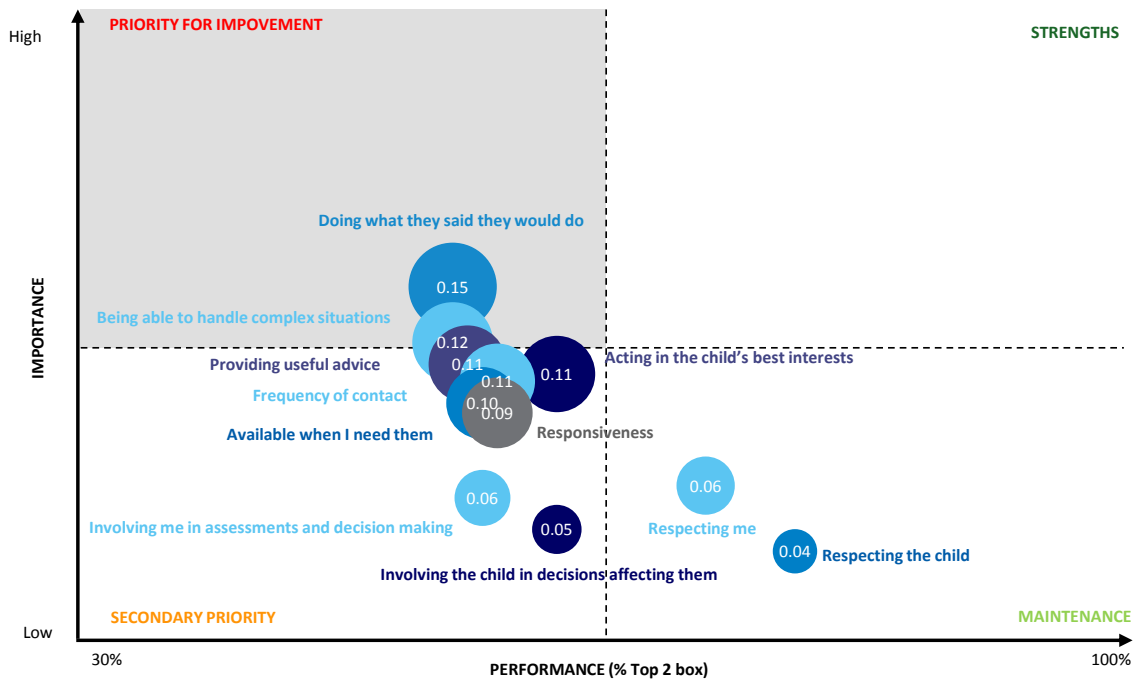 PRIORITY FOR IMPOVEMENT
STRENGTHS
High
Doing what they said they would do
0.15
Being able to handle complex situations
0.12
Providing useful advice
0.11
Acting in the child's best interests
0.11
Frequency of contact
0.11
Available when I need them
0.10
0.09
Responsiveness
0.06
Involving me in assessments and decision making
0.05
Involving the child in decisions affecting them
0.06
Respecting me
0.04
Respecting the child
IMPORTANCE
SECONDARY PRIORITY
MAINTENANCE
Low
30%
PERFORMANCE (% Top 2 box)
100%